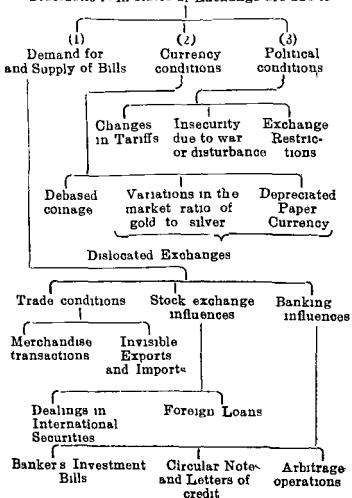 in Rates of Exchange are due to
(1) (2) (3)
Demand for Currency Political
and Supply of Bills conditions conditions
Changes Insecurity Exchange
in Tariffs due to war Restric-
or disturbance tions
Debased Variations in the Depreciated
coinage market ratio of Paper
gold to silver Currency
Dislocated Exchanges
Trade conditions Stock exchange Banking
influences influences
Merchandise Invisible
transactions Exports
and Imports
Dealings in Foreign Loans
International
Securities
Bankers Investment Circular Note Arbitrage
Bills and Letters of operations
credit